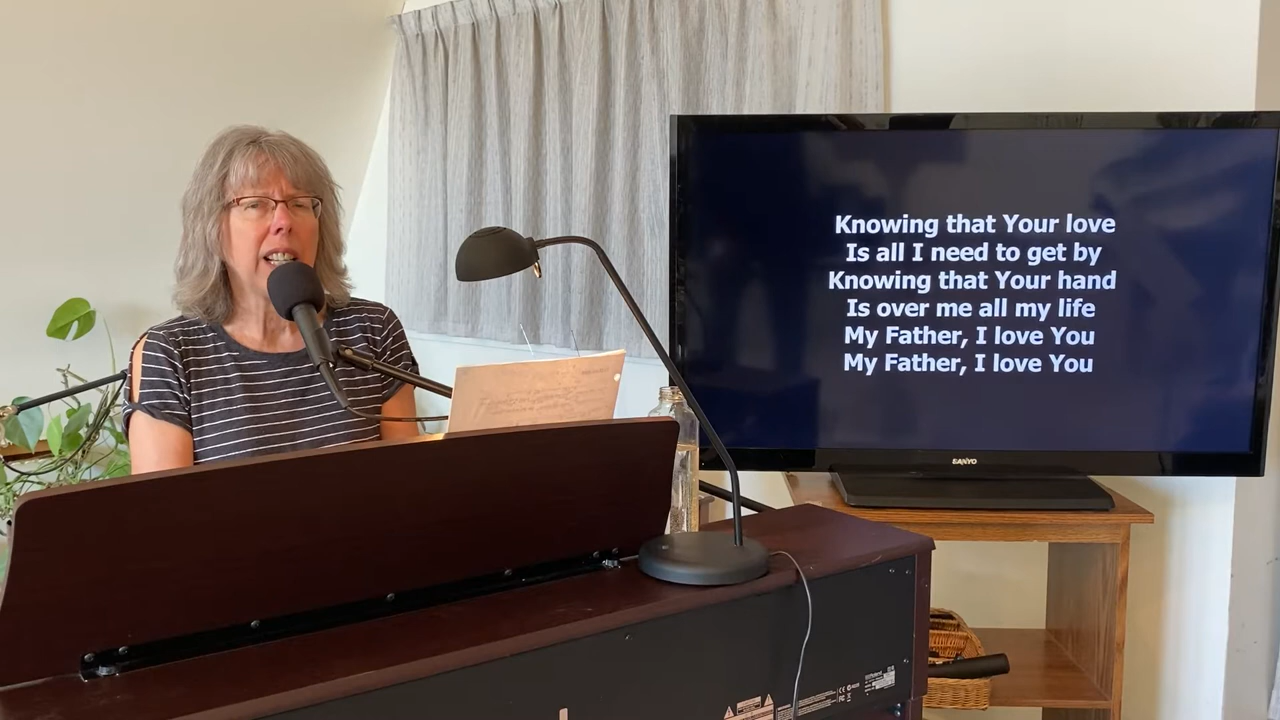 Knowing that Your love
Is all I need to get by
Knowing that Your hand
Is over me all my life
My Father, I love You
My Father, I love You
SANYO